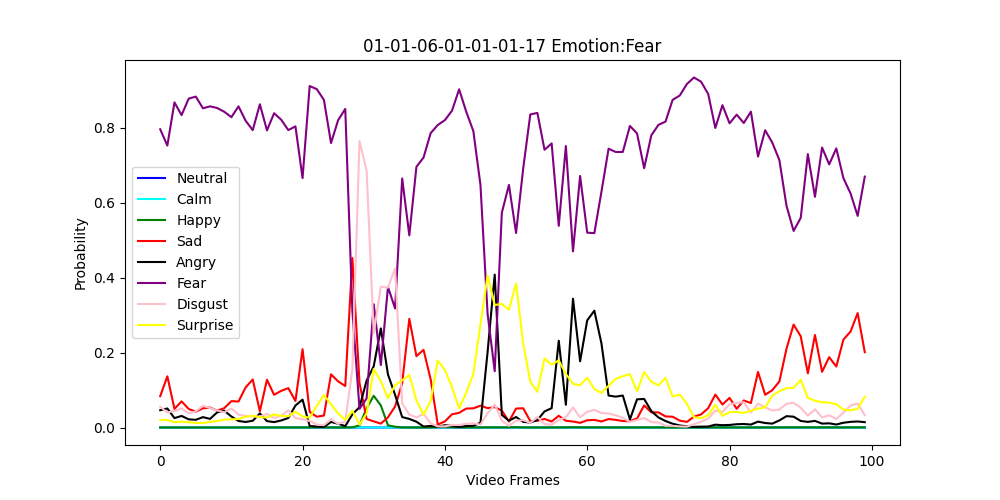 01-01-06-01-01-01-17 Emotion:Fear
Probability
0.8
0.6
0.4
0.2
0.0
Neutral
Calm
Happy
Sad
Angry
Fear
Disgust
Surprise
0 20 40 60 80 100
Video Frames